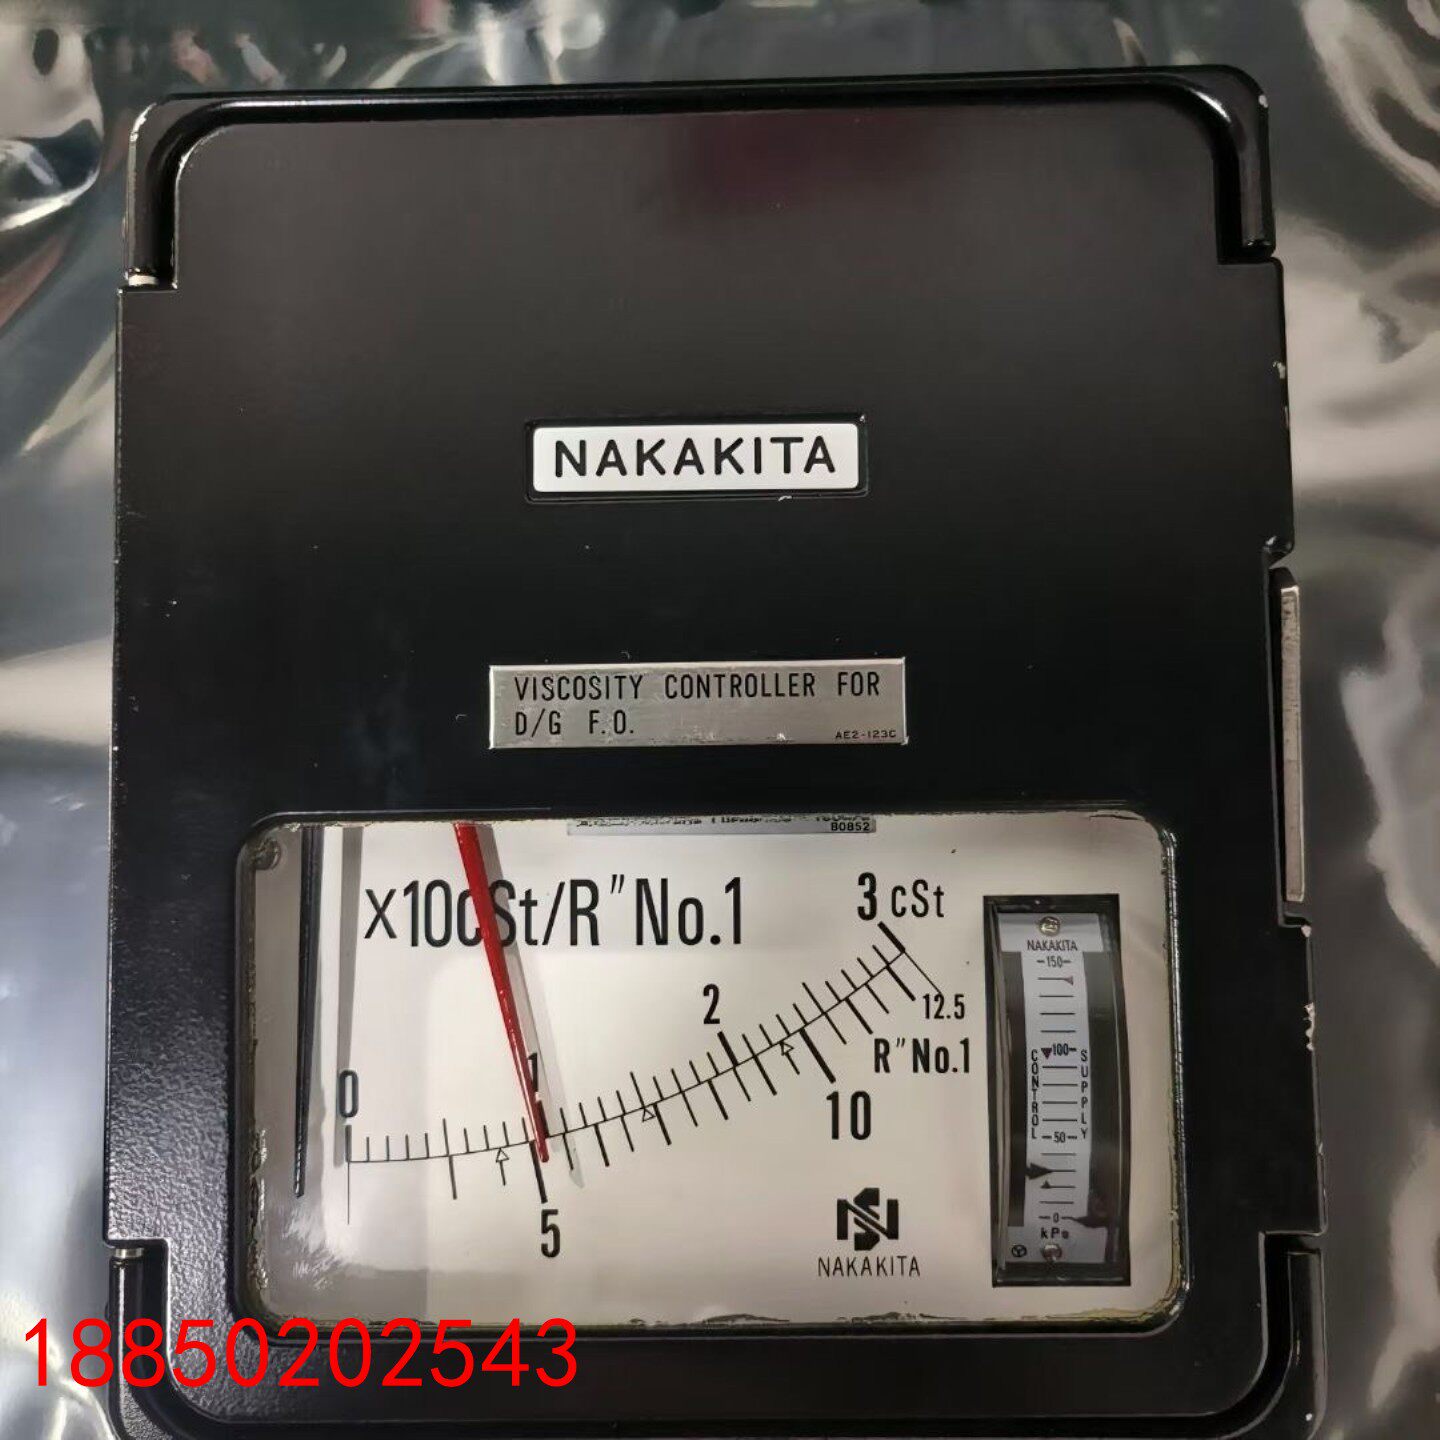 NAKAKITA
VISCOSITY CONTROLLER FOR
D/G F.O.
AE2-123C
B0852
X10cSt/R"No.1
3 cSt
2
1
0
12.5
R"No.1
10
5
NAKAKITA
NAKAKITA
150
100
CONTROL
SUPPLY
50
0
kPa
18850202543